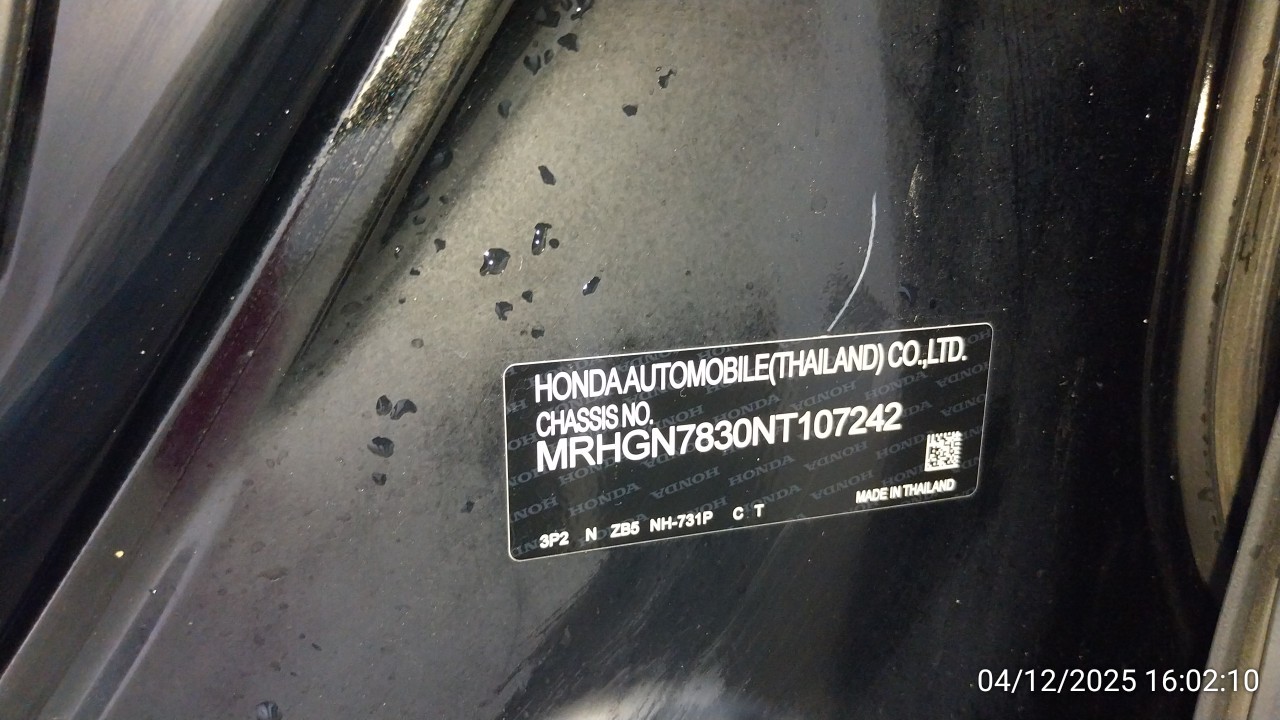 HONDA AUTOMOBILE(THAILAND) CO.,LTD.
CHASSIS NO.
MRHGN7830NT107242
MADE IN THAILAND
3P2 N ZB5 NH-731P C T
04/12/2025 16:02:10